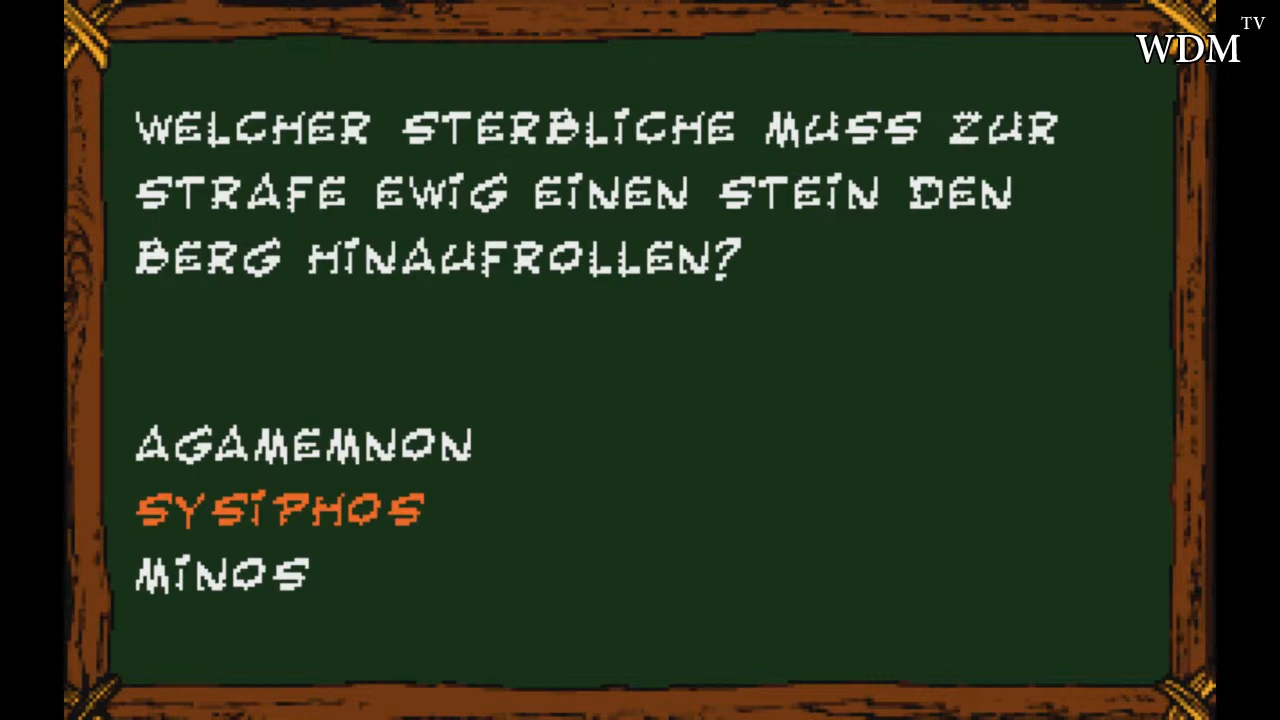 WDM TV
WELCHER STERBLICHE MUSS ZUR
STRAFE EWIG EINEN STEIN DEN
BERG HINAUFROLLEN?
AGAMEMNON
SYSIPHOS
MINOS